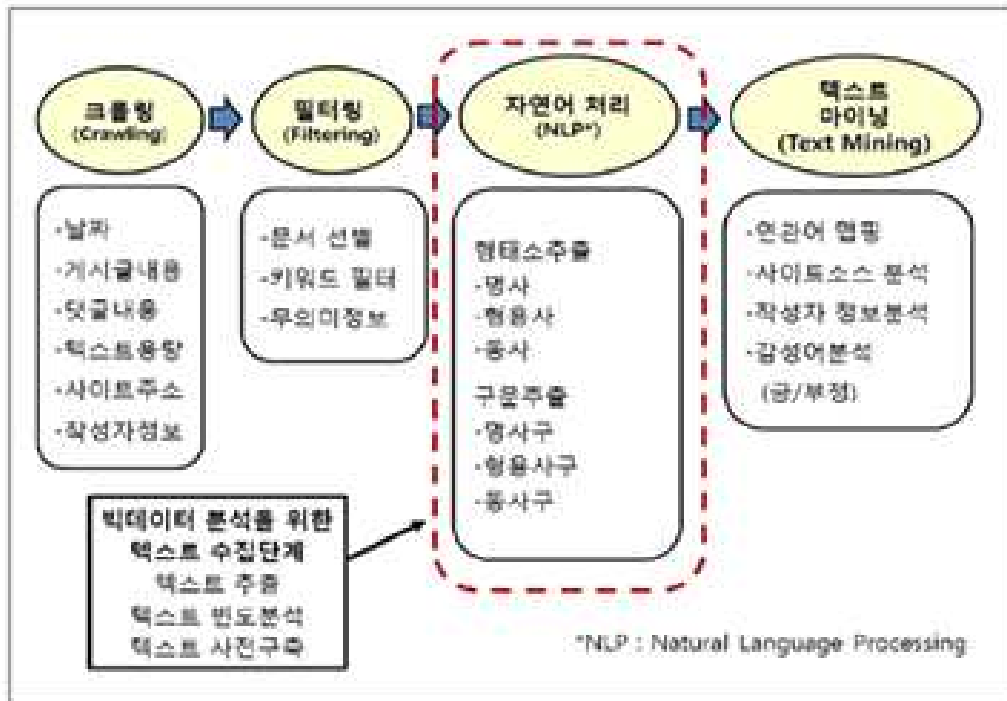 크롤링
(Crawling)
필터링
(Filtering)
자연어 처리
(NLP*)
텍스트
마이닝
(Text Mining)
-날짜
-게시글내용
-댓글내용
-텍스트용량
-사이트주소
-작성자정보
-문서 선별
-키워드 필터
-무의미정보
형태소추출
-명사
-형용사
-동사
구문추출
-명사구
-형용사구
-동사구
-연관어 맵핑
-사이트소스 분석
-작성자 정보분석
-감성어분석
(긍/부정)
빅데이터 분석을 위한
텍스트 수집단계
텍스트 추출
텍스트 빈도분석
텍스트 사전구축
*NLP : Natural Language Processing